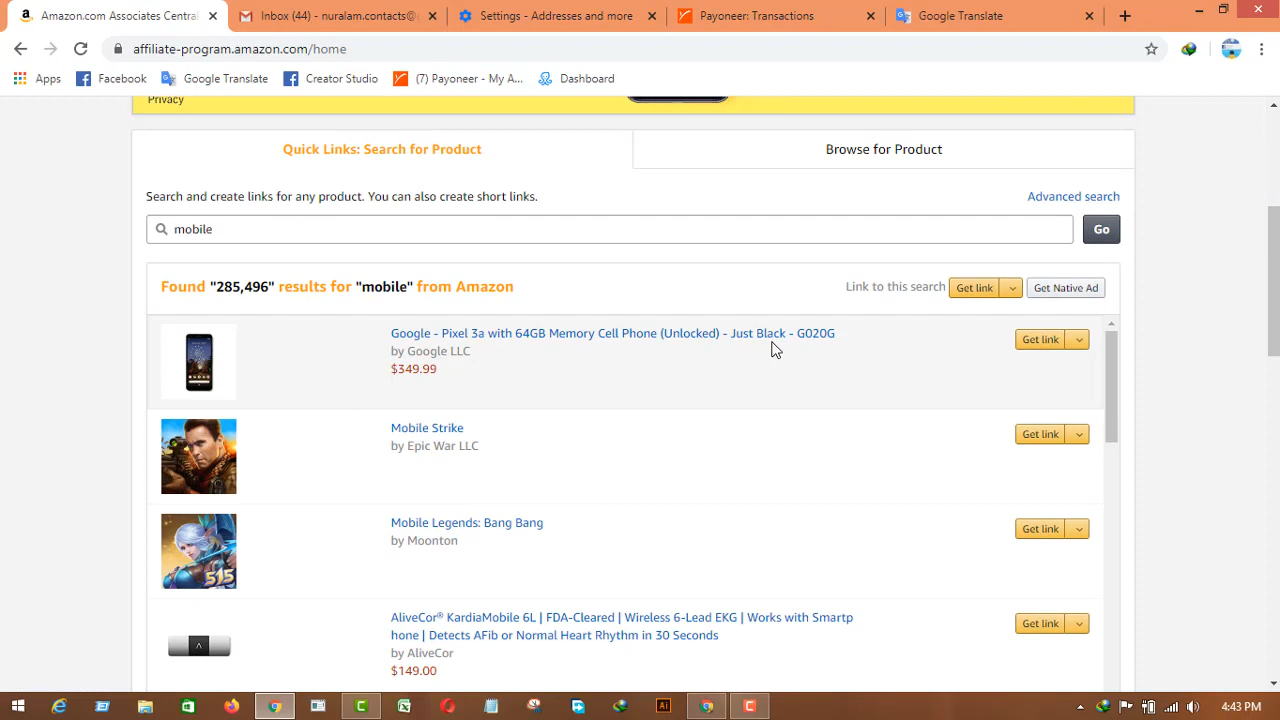 Amazon.com Associates Central
Inbox (44) - nuralam.contacts@
Settings - Addresses and more
Payoneer: Transactions
Google Translate
affiliate-program.amazon.com/home
Apps
Facebook
Google Translate
Creator Studio
(7) Payoneer - My A...
Dashboard
Privacy
Quick Links: Search for Product
Browse for Product
Search and create links for any product. You can also create short links.
Advanced search
mobile
Go
Found "285,496" results for "mobile" from Amazon
Link to this search
Get link
Get Native Ad
Google - Pixel 3a with 64GB Memory Cell Phone (Unlocked) - Just Black - G020G
by Google LLC
$349.99
Get link
Mobile Strike
by Epic War LLC
Get link
515
Mobile Legends: Bang Bang
by Moonton
Get link
AliveCor® KardiaMobile 6L | FDA-Cleared | Wireless 6-Lead EKG | Works with Smartp
hone | Detects AFib or Normal Heart Rhythm in 30 Seconds
by AliveCor
$149.00
Get link
4:43 PM